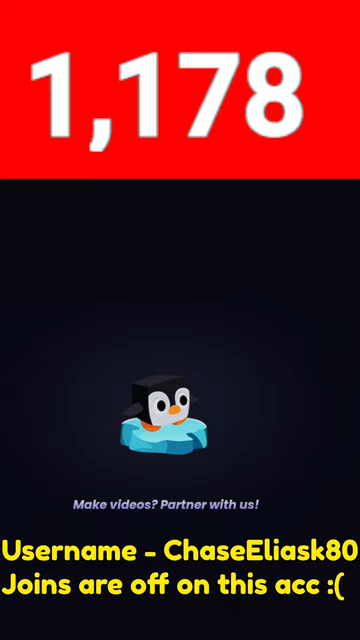 1,178
Make videos? Partner with us!
Username - ChaseEliask80
Joins are off on this acc :(